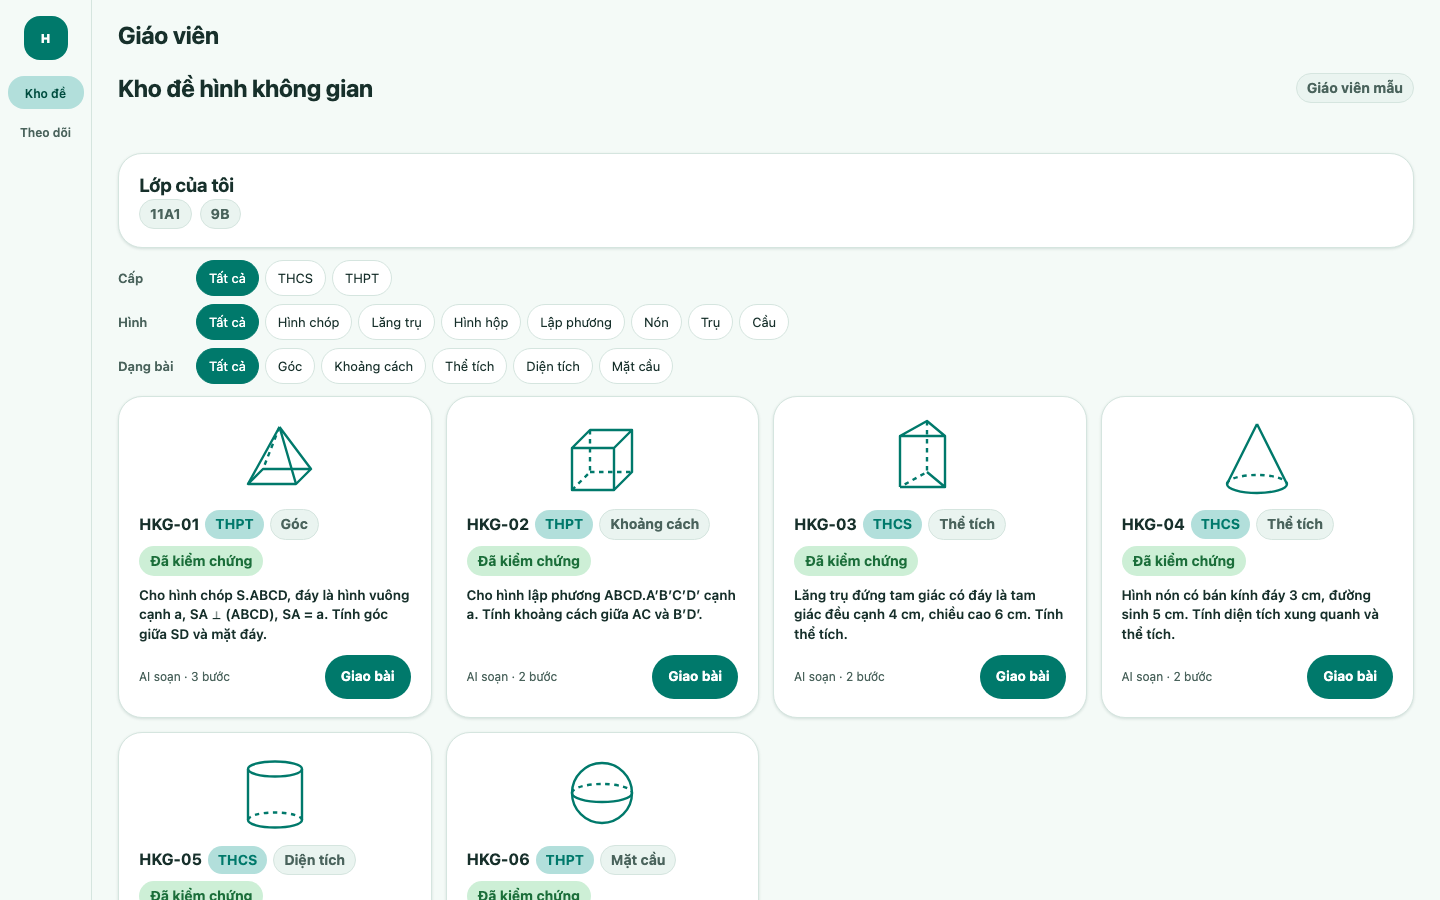 H
Kho đề
Theo dõi
Giáo viên
Kho đề hình không gian
Giáo viên mẫu
Lớp của tôi
11A1 9B
Cấp Tất cả THCS THPT
Hình Tất cả Hình chóp Lăng trụ Hình hộp Lập phương Nón Trụ Cầu
Dạng bài Tất cả Góc Khoảng cách Thể tích Diện tích Mặt cầu
HKG-01 THPT Góc
Đã kiểm chứng
Cho hình chóp S.ABCD, đáy là hình vuông
cạnh a, SA ⊥ (ABCD), SA = a. Tính góc
giữa SD và mặt đáy.
AI soạn · 3 bước Giao bài
HKG-02 THPT Khoảng cách
Đã kiểm chứng
Cho hình lập phương ABCD.A’B’C’D’ cạnh
a. Tính khoảng cách giữa AC và B’D’.
AI soạn · 2 bước Giao bài
HKG-03 THCS Thể tích
Đã kiểm chứng
Lăng trụ đứng tam giác có đáy là tam
giác đều cạnh 4 cm, chiều cao 6 cm. Tính
thể tích.
AI soạn · 2 bước Giao bài
HKG-04 THCS Thể tích
Đã kiểm chứng
Hình nón có bán kính đáy 3 cm, đường
sinh 5 cm. Tính diện tích xung quanh và
thể tích.
AI soạn · 2 bước Giao bài
HKG-05 THCS Diện tích
Đã kiểm chứng
HKG-06 THPT Mặt cầu
Đã kiểm chứng